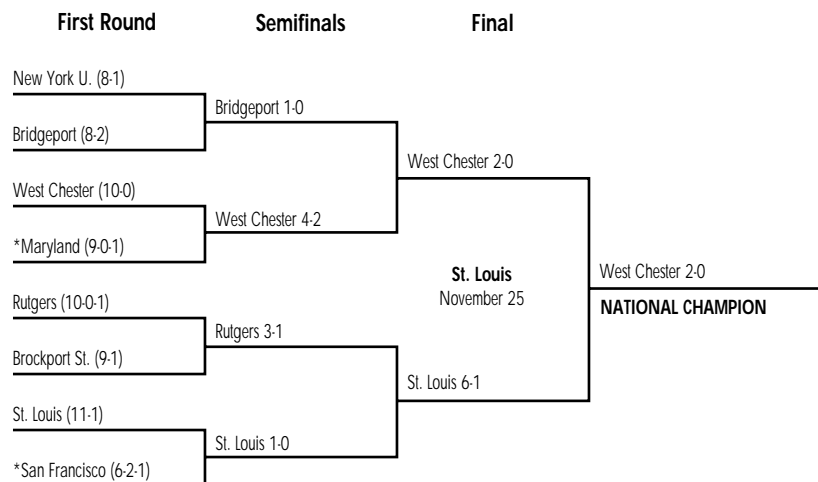 First Round Semifinals Final
New York U. (8-1)
Bridgeport 1-0
Bridgeport (8-2)
West Chester 2-0
West Chester (10-0)
West Chester 4-2
*Maryland (9-0-1)
St. Louis
November 25
West Chester 2-0
NATIONAL CHAMPION
Rutgers (10-0-1)
Rutgers 3-1
Brockport St. (9-1)
St. Louis 6-1
St. Louis (11-1)
St. Louis 1-0
*San Francisco (6-2-1)